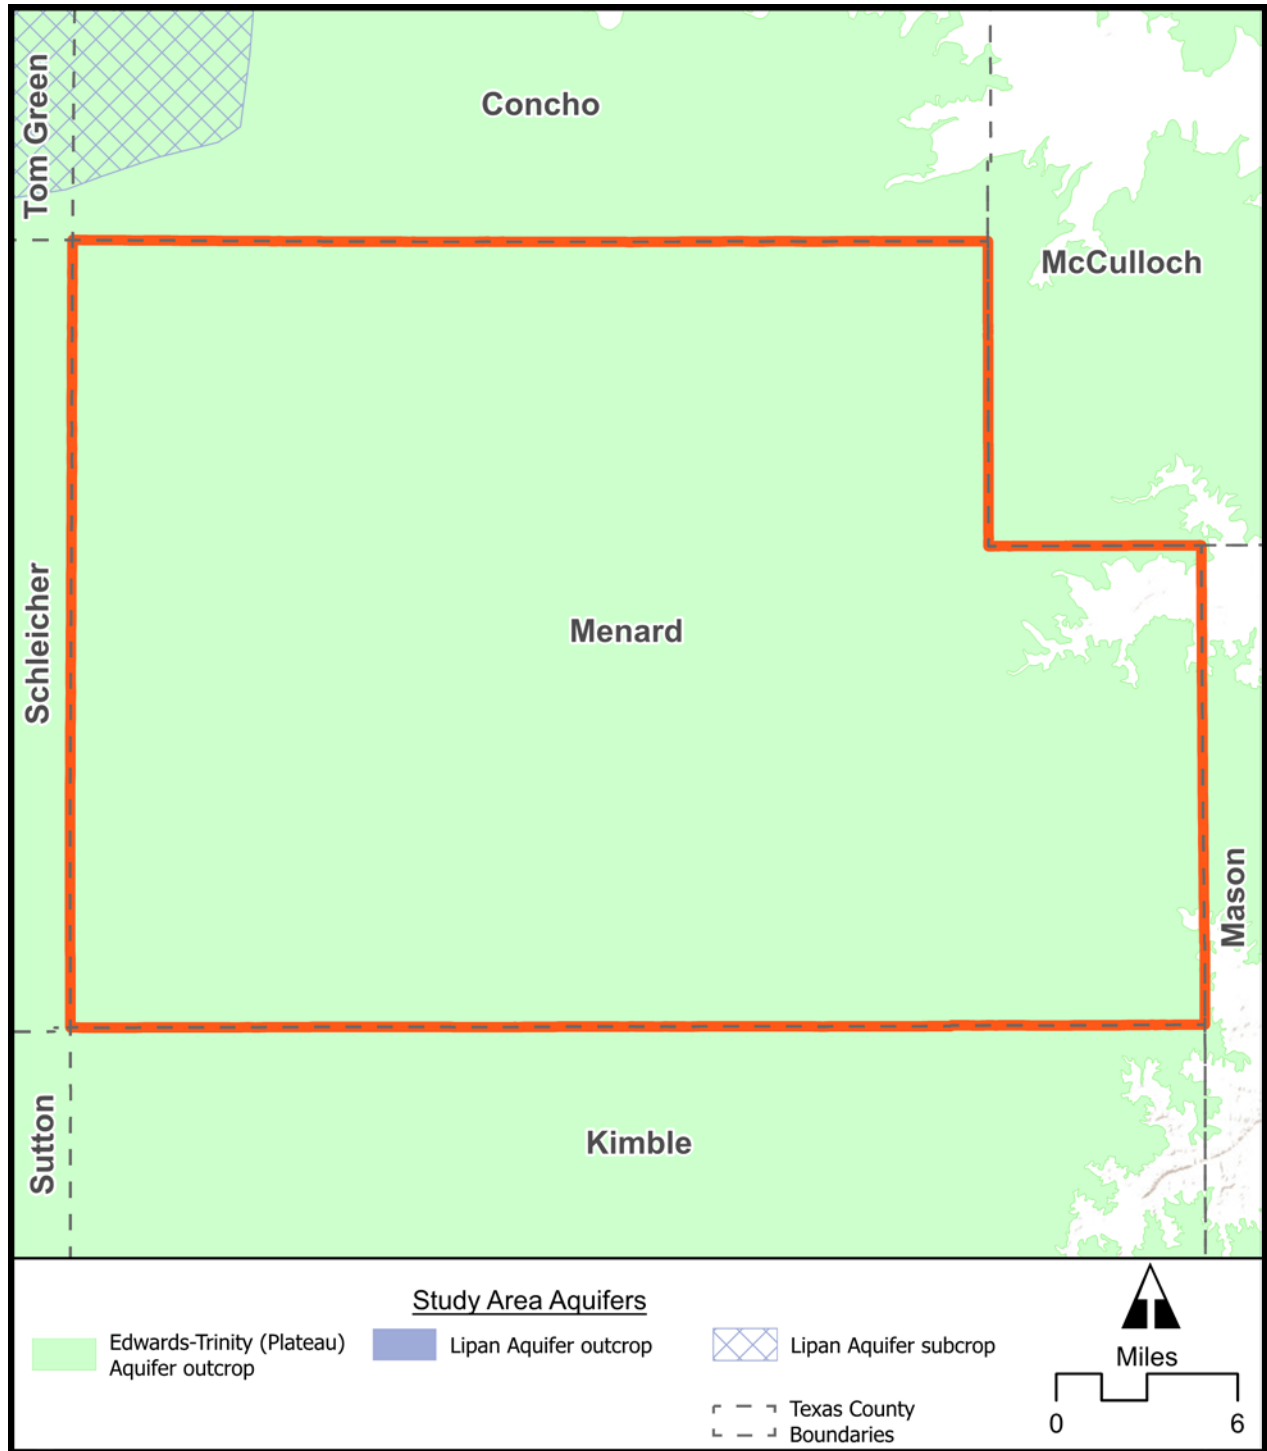 Tom Green
Concho
McCulloch
Schleicher
Menard
Mason
Sutton
Kimble
Study Area Aquifers
Edwards-Trinity (Plateau)
Aquifer outcrop
Lipan Aquifer outcrop
Lipan Aquifer subcrop
Texas County
Boundaries
Miles
0 6